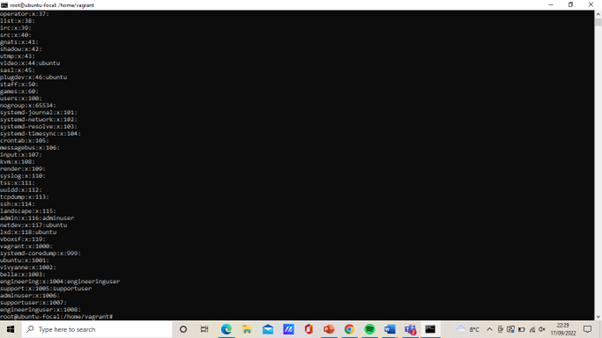 root@ubuntu-focal: /home/vagrant
operator:x:37:
list:x:38:
irc:x:39:
src:x:40:
gnats:x:41:
shadow:x:42:
utmp:x:43:
video:x:44:ubuntu
sasl:x:45:
plugdev:x:46:ubuntu
staff:x:50:
games:x:60:
users:x:100:
nogroup:x:65534:
systemd-journal:x:101:
systemd-network:x:102:
systemd-resolve:x:103:
systemd-timesync:x:104:
crontab:x:105:
messagebus:x:106:
input:x:107:
kvm:x:108:
render:x:109:
syslog:x:110:
tss:x:111:
uuidd:x:112:
tcpdump:x:113:
ssh:x:114:
landscape:x:115:
admin:x:116:adminuser
netdev:x:117:ubuntu
lxd:x:118:ubuntu
vboxsf:x:119:
vagrant:x:1000:
systemd-coredump:x:999:
ubuntu:x:1001:
vivyanne:x:1002:
belle:x:1003:
engineering:x:1004:engineeringuser
support:x:1005:supportuser
adminuser:x:1006:
supportuser:x:1007:
engineeringuser:x:1008:
root@ubuntu-focal:/home/vagrant#
Type here to search
8°C
22:29
17/09/2022